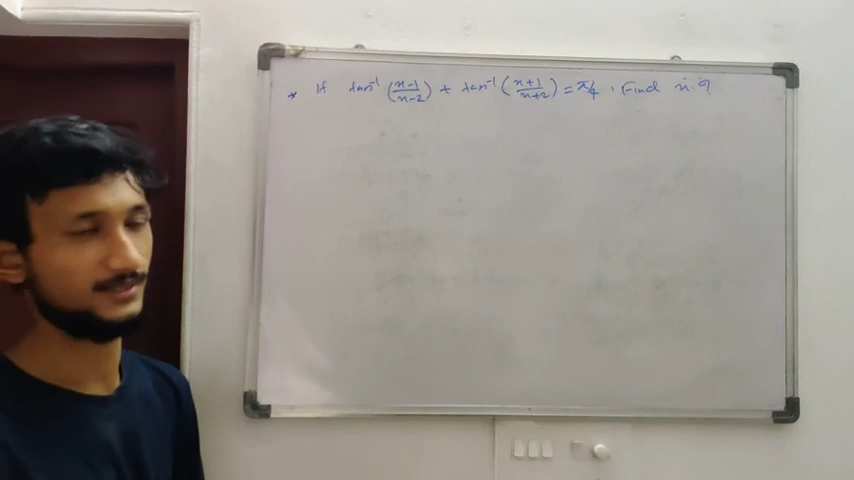 * If tan⁻¹ (x-1/x-2) + tan⁻¹ (x+1/x+2) = π/4, Find x.?